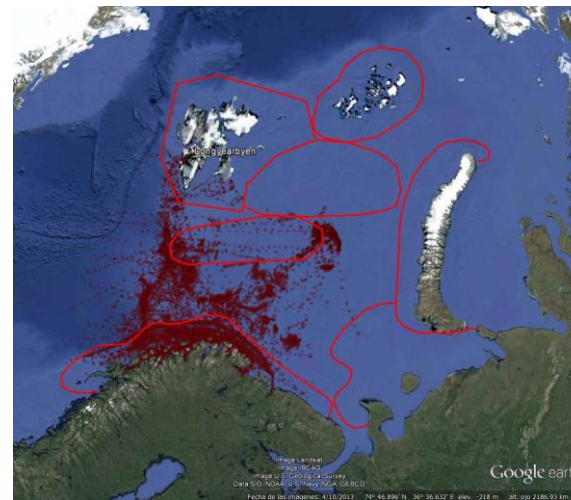 Longyearbyen
Image Landsat
Image IBCAO
Image U.S. Geological Survey
Data SIO, NOAA, U.S. Navy, NGA, GEBCO
Google earth
Fecha de las imágenes: 4/10/2013 74° 46.896' N 36° 36.632' E elev. -218 m alt. ojo 2186.93 km